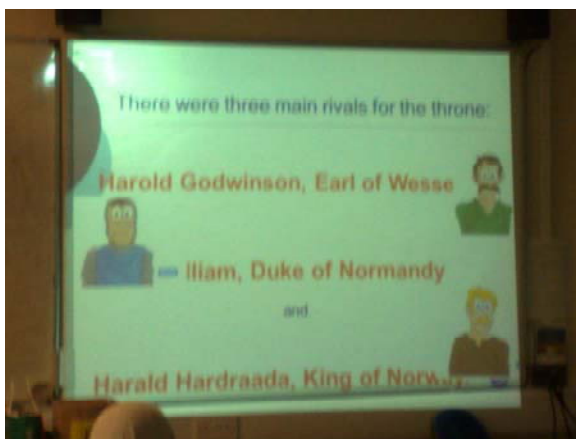 There were three main rivals for the throne:
Harold Godwinson, Earl of Wesse
lliam, Duke of Normandy
and
Harald Hardraada, King of Norway